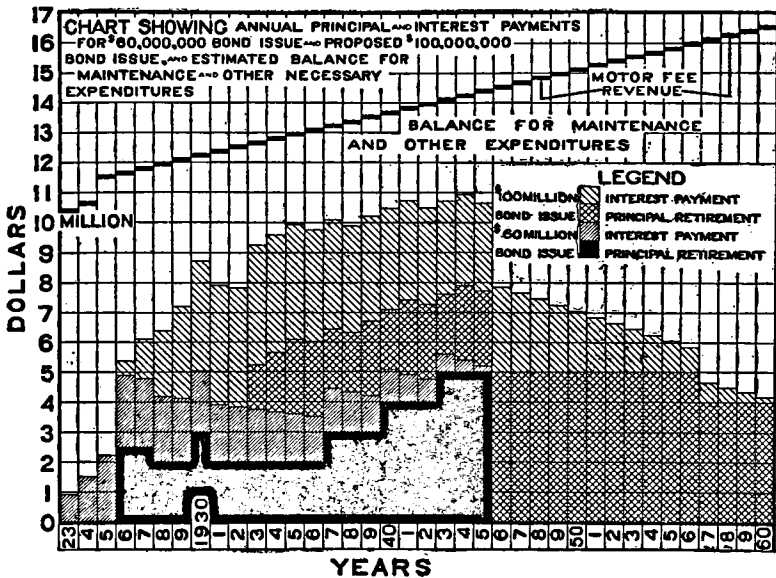 17
CHART SHOWING ANNUAL PRINCIPAL AND INTEREST PAYMENTS
FOR $60,000,000 BOND ISSUE AND PROPOSED $100,000,000
16
BOND ISSUE, AND ESTIMATED BALANCE FOR
MAINTENANCE AND OTHER NECESSARY
15
EXPENDITURES
MOTOR FEE
REVENUE
14
13
BALANCE FOR MAINTENANCE
AND OTHER EXPENDITURES
12
11
LEGEND
$100 MILLION INTEREST PAYMENT
BOND ISSUE PRINCIPAL RETIREMENT
$60 MILLION INTEREST PAYMENT
BOND ISSUE PRINCIPAL RETIREMENT
10
MILLION
9
8
7
6
5
4
3
2
1
0
DOLLARS
23 4 5 6 7 8 9 1930 1 2 3 4 5 6 7 8 9 40 1 2 3 4 5 6 7 8 9 50 1 2 3 4 5 6 7 8 9 60
YEARS